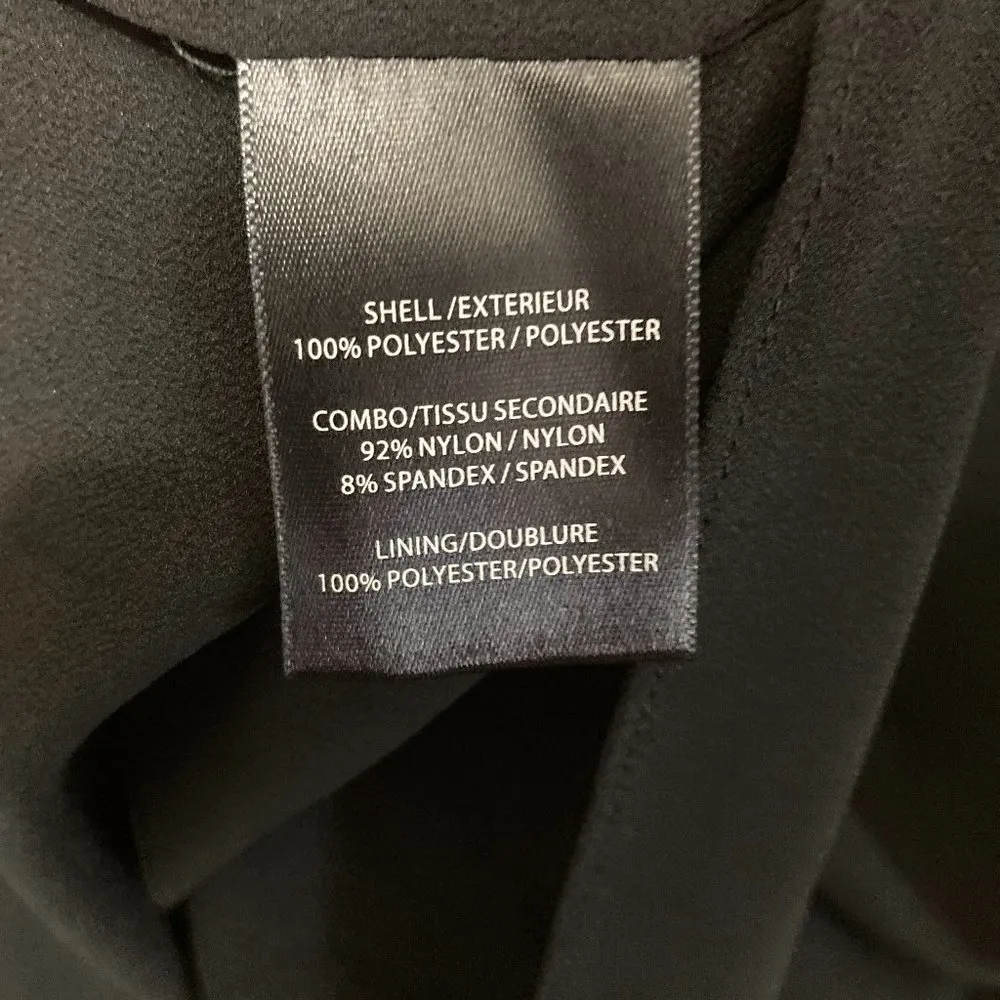 SHELL /EXTERIEUR
100% POLYESTER / POLYESTER
COMBO/TISSU SECONDAIRE
92% NYLON / NYLON
8% SPANDEX / SPANDEX
LINING/DOUBLURE
100% POLYESTER/POLYESTER